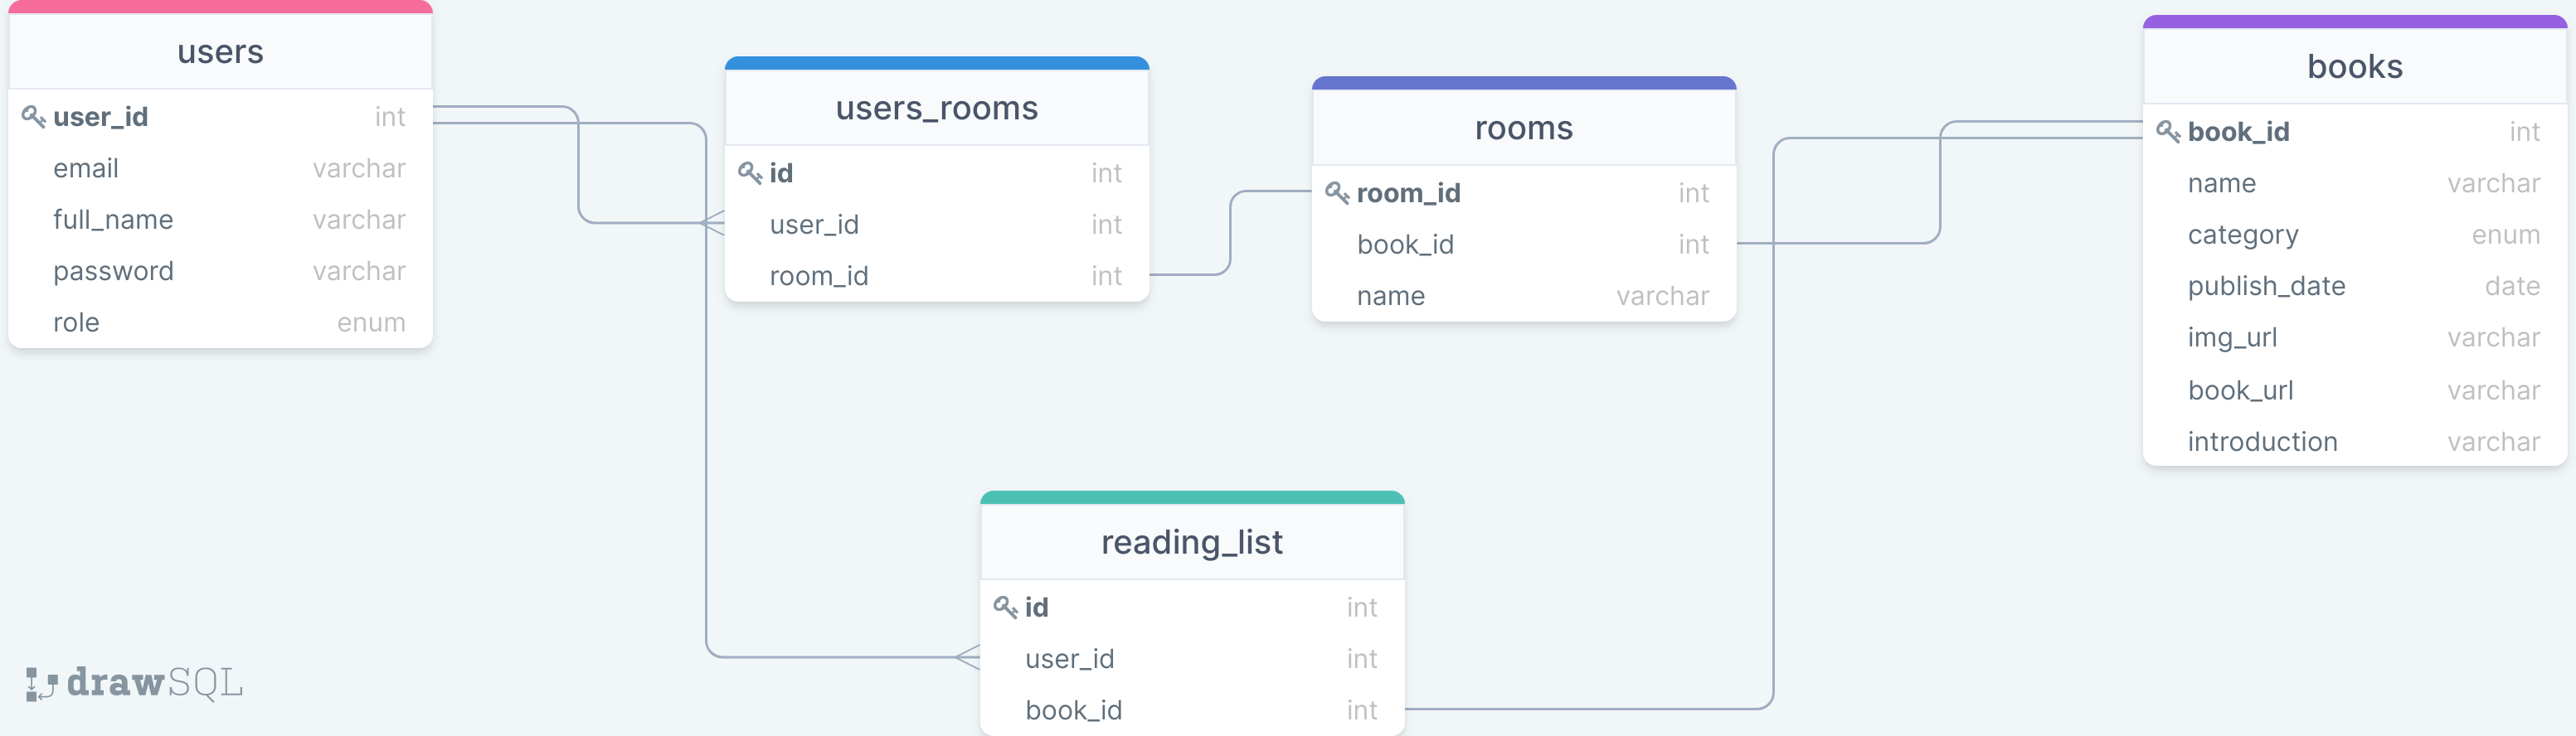 users
user_id int
email varchar
full_name varchar
password varchar
role enum
users_rooms
id int
user_id int
room_id int
rooms
room_id int
book_id int
name varchar
books
book_id int
name varchar
category enum
publish_date date
img_url varchar
book_url varchar
introduction varchar
reading_list
id int
user_id int
book_id int
drawSQL